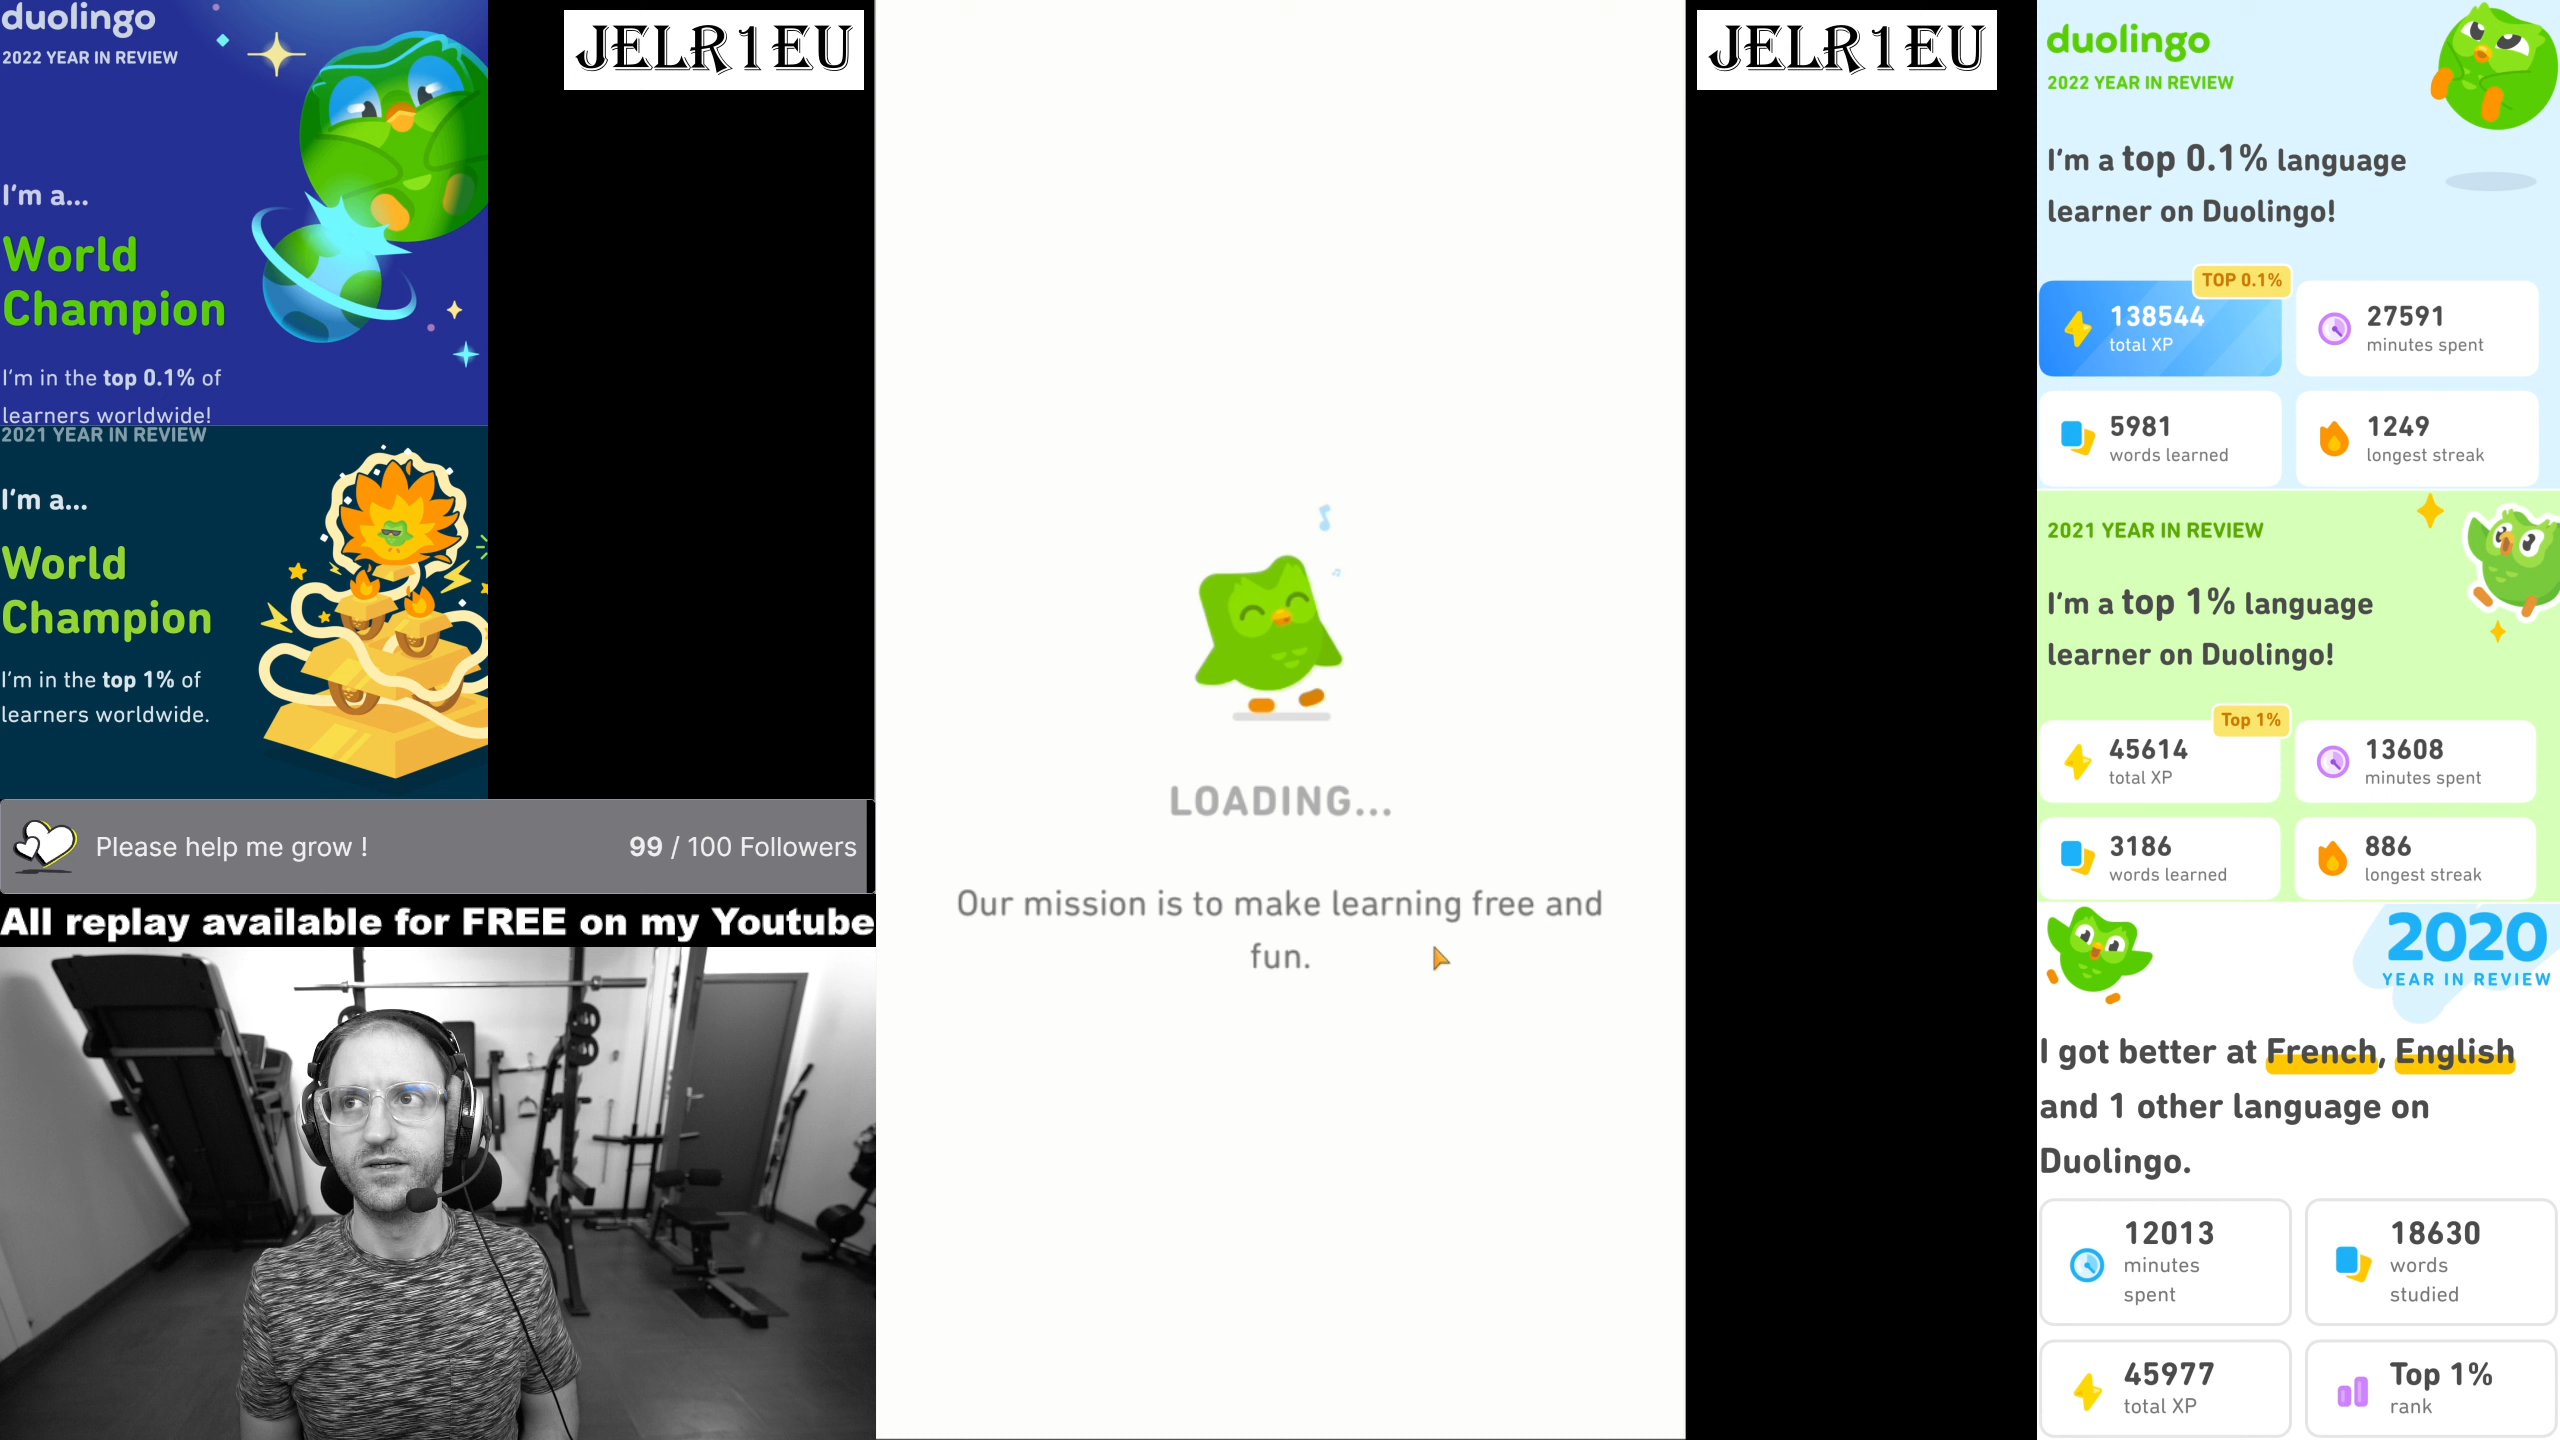 duolingo
2022 YEAR IN REVIEW
I'm a...
World
Champion
I'm in the top 0.1% of
learners worldwide!
2021 YEAR IN REVIEW
I'm a...
World
Champion
I'm in the top 1% of
learners worldwide.
Please help me grow !
99 / 100 Followers
All replay available for FREE on my Youtube
JELR1EU
LOADING...
Our mission is to make learning free and
fun.
JELR1EU
duolingo
2022 YEAR IN REVIEW
I'm a top 0.1% language
learner on Duolingo!
TOP 0.1%
138544
total XP
27591
minutes spent
5981
words learned
1249
longest streak
2021 YEAR IN REVIEW
I'm a top 1% language
learner on Duolingo!
Top 1%
45614
total XP
13608
minutes spent
3186
words learned
886
longest streak
2020
YEAR IN REVIEW
I got better at French, English
and 1 other language on
Duolingo.
12013
minutes
spent
18630
words
studied
45977
total XP
Top 1%
rank